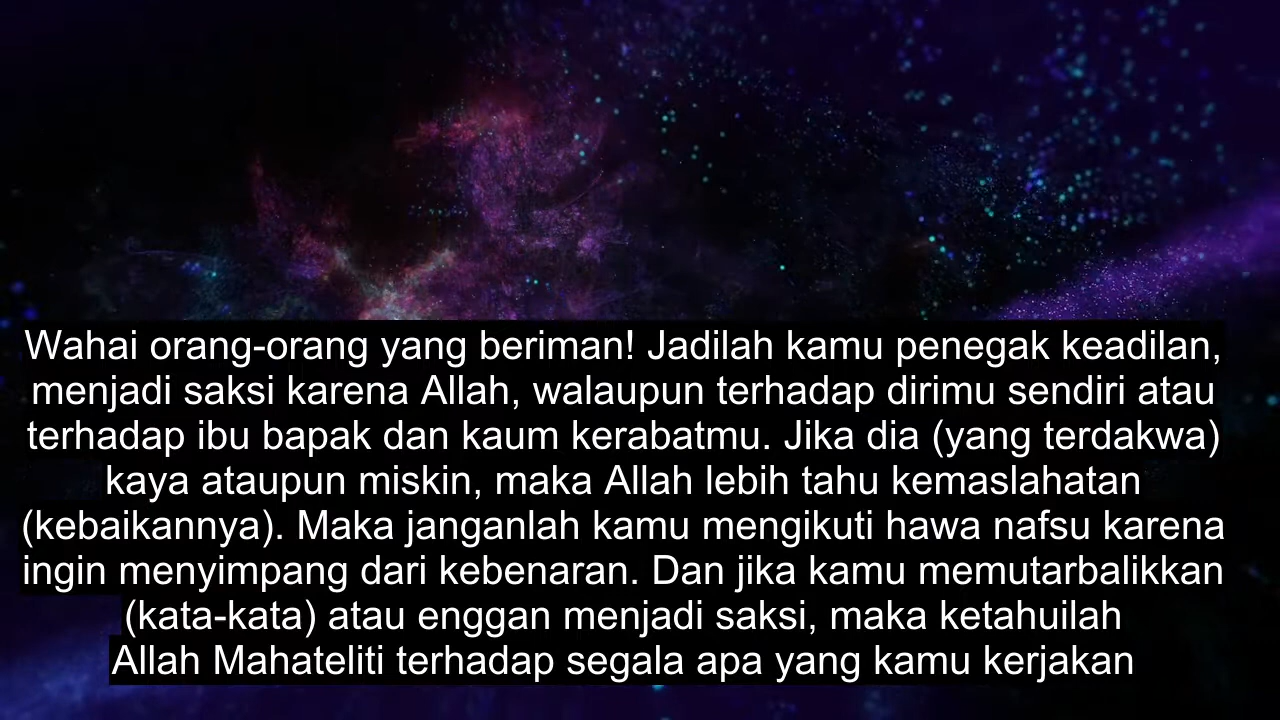 Wahai orang-orang yang beriman! Jadilah kamu penegak keadilan,
menjadi saksi karena Allah, walaupun terhadap dirimu sendiri atau
terhadap ibu bapak dan kaum kerabatmu. Jika dia (yang terdakwa)
kaya ataupun miskin, maka Allah lebih tahu kemaslahatan
(kebaikannya). Maka janganlah kamu mengikuti hawa nafsu karena
ingin menyimpang dari kebenaran. Dan jika kamu memutarbalikkan
(kata-kata) atau enggan menjadi saksi, maka ketahuilah
Allah Mahateliti terhadap segala apa yang kamu kerjakan